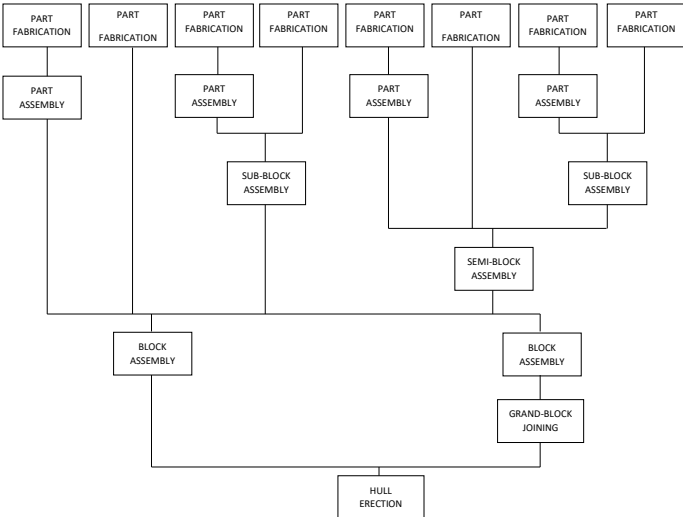 PART
FABRICATION
PART
FABRICATION
PART
FABRICATION
PART
FABRICATION
PART
FABRICATION
PART
FABRICATION
PART
FABRICATION
PART
FABRICATION
PART
ASSEMBLY
PART
ASSEMBLY
PART
ASSEMBLY
PART
ASSEMBLY
SUB-BLOCK
ASSEMBLY
SUB-BLOCK
ASSEMBLY
SEMI-BLOCK
ASSEMBLY
BLOCK
ASSEMBLY
BLOCK
ASSEMBLY
GRAND-BLOCK
JOINING
HULL
ERECTION